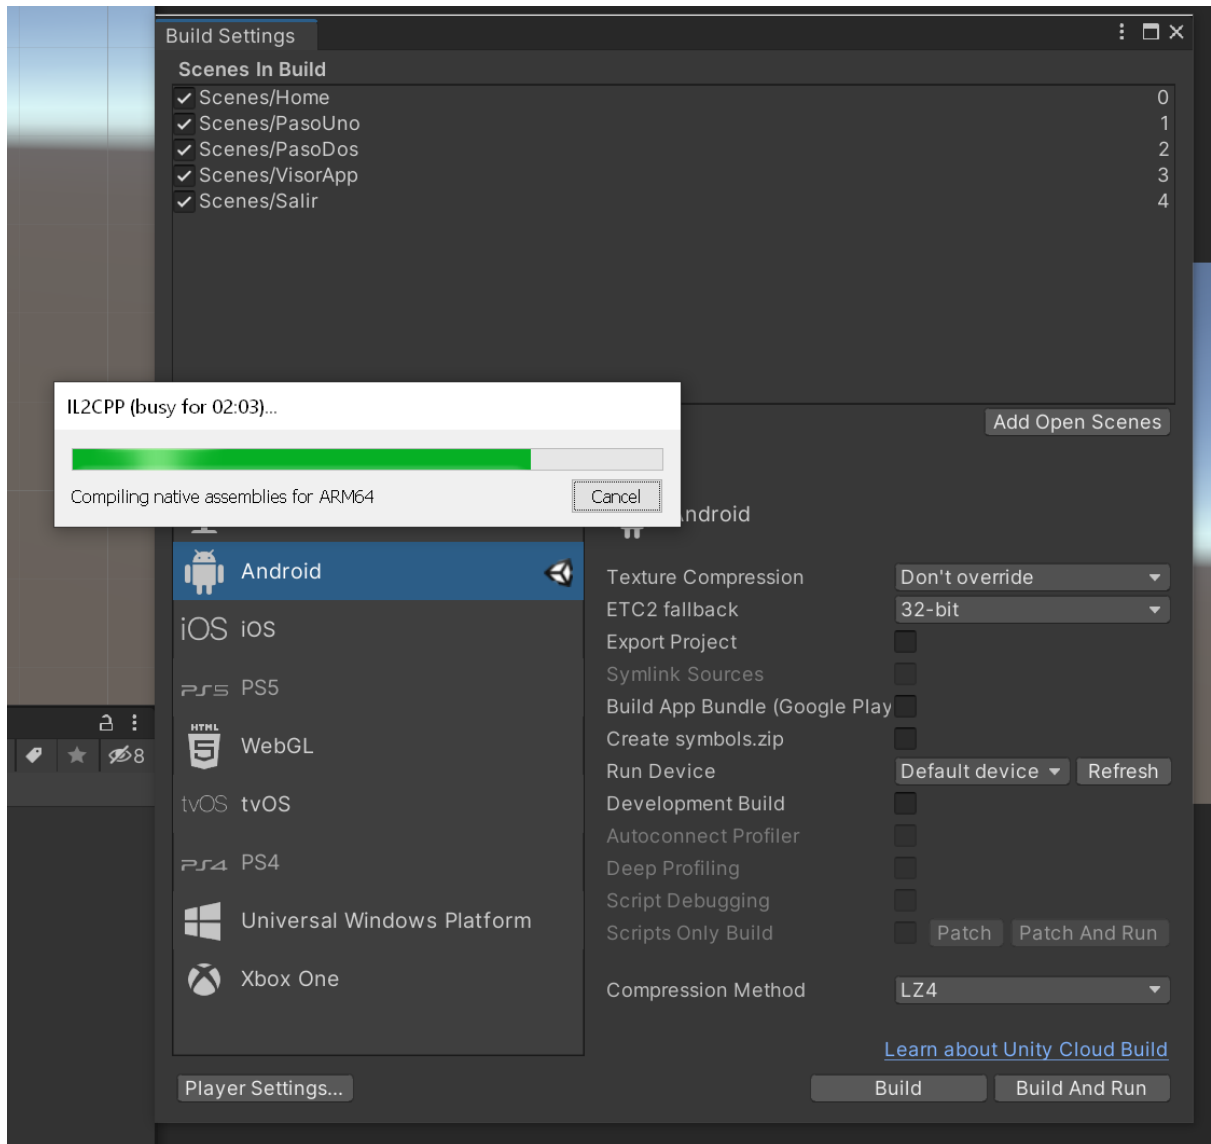 Build Settings
Scenes In Build
Scenes/Home 0
Scenes/PasoUno 1
Scenes/PasoDos 2
Scenes/VisorApp 3
Scenes/Salir 4
IL2CPP (busy for 02:03)...
Add Open Scenes
Compiling native assemblies for ARM64 Cancel
Android
Android
Texture Compression Don't override
ETC2 fallback 32-bit
iOS iOS
Export Project
Symlink Sources
PS5 PS5
Build App Bundle (Google Play
8
HTML
5 WebGL
Create symbols.zip
Run Device Default device Refresh
tvOS tvOS
Development Build
Autoconnect Profiler
PS4 PS4
Deep Profiling
Script Debugging
Universal Windows Platform
Scripts Only Build Patch Patch And Run
Xbox One
Compression Method LZ4
Learn about Unity Cloud Build
Player Settings... Build Build And Run